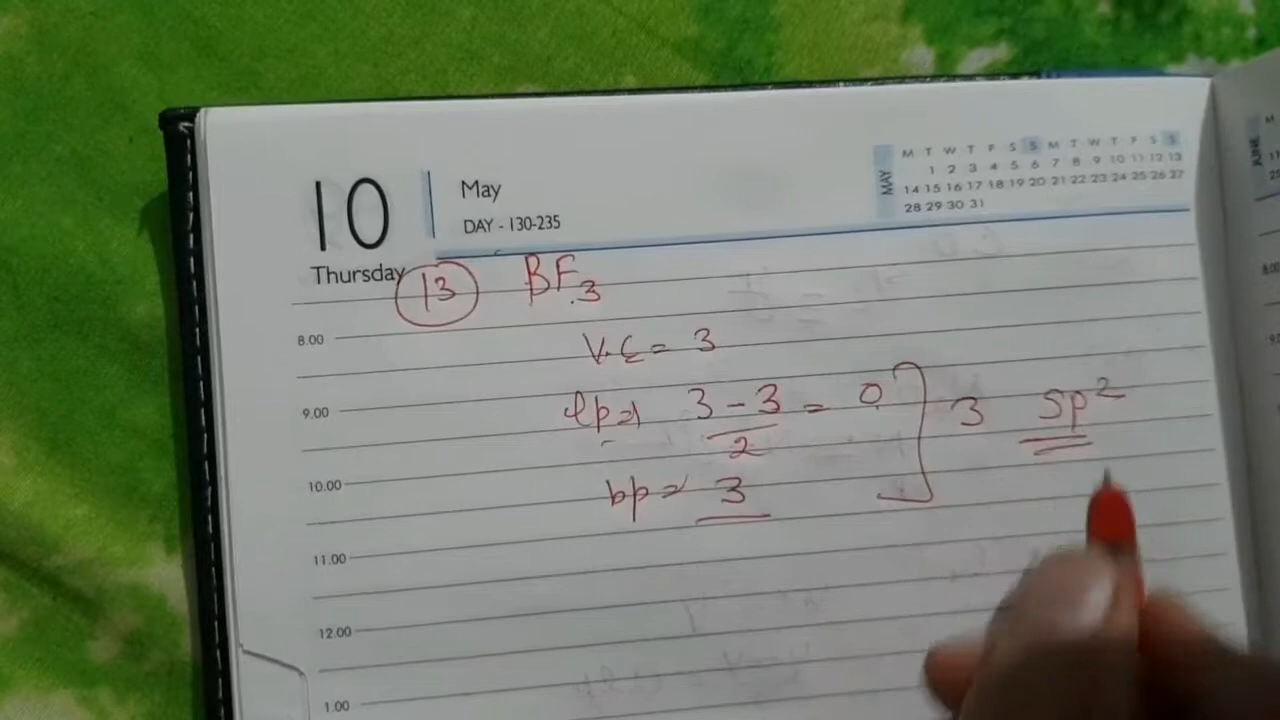 10
May
DAY - 130-235
Thursday
MAY
M T W T F S S M T W T F S S
1 2 3 4 5 6 7 8 9 10 11 12 13
14 15 16 17 18 19 20 21 22 23 24 25 26 27
28 29 30 31
JUNE
13 BF3
V.E = 3
8.00
lp = 3 - 3 / 2 = 0 ] 3 sp²
9.00
bp = 3
10.00
11.00
12.00
1.00